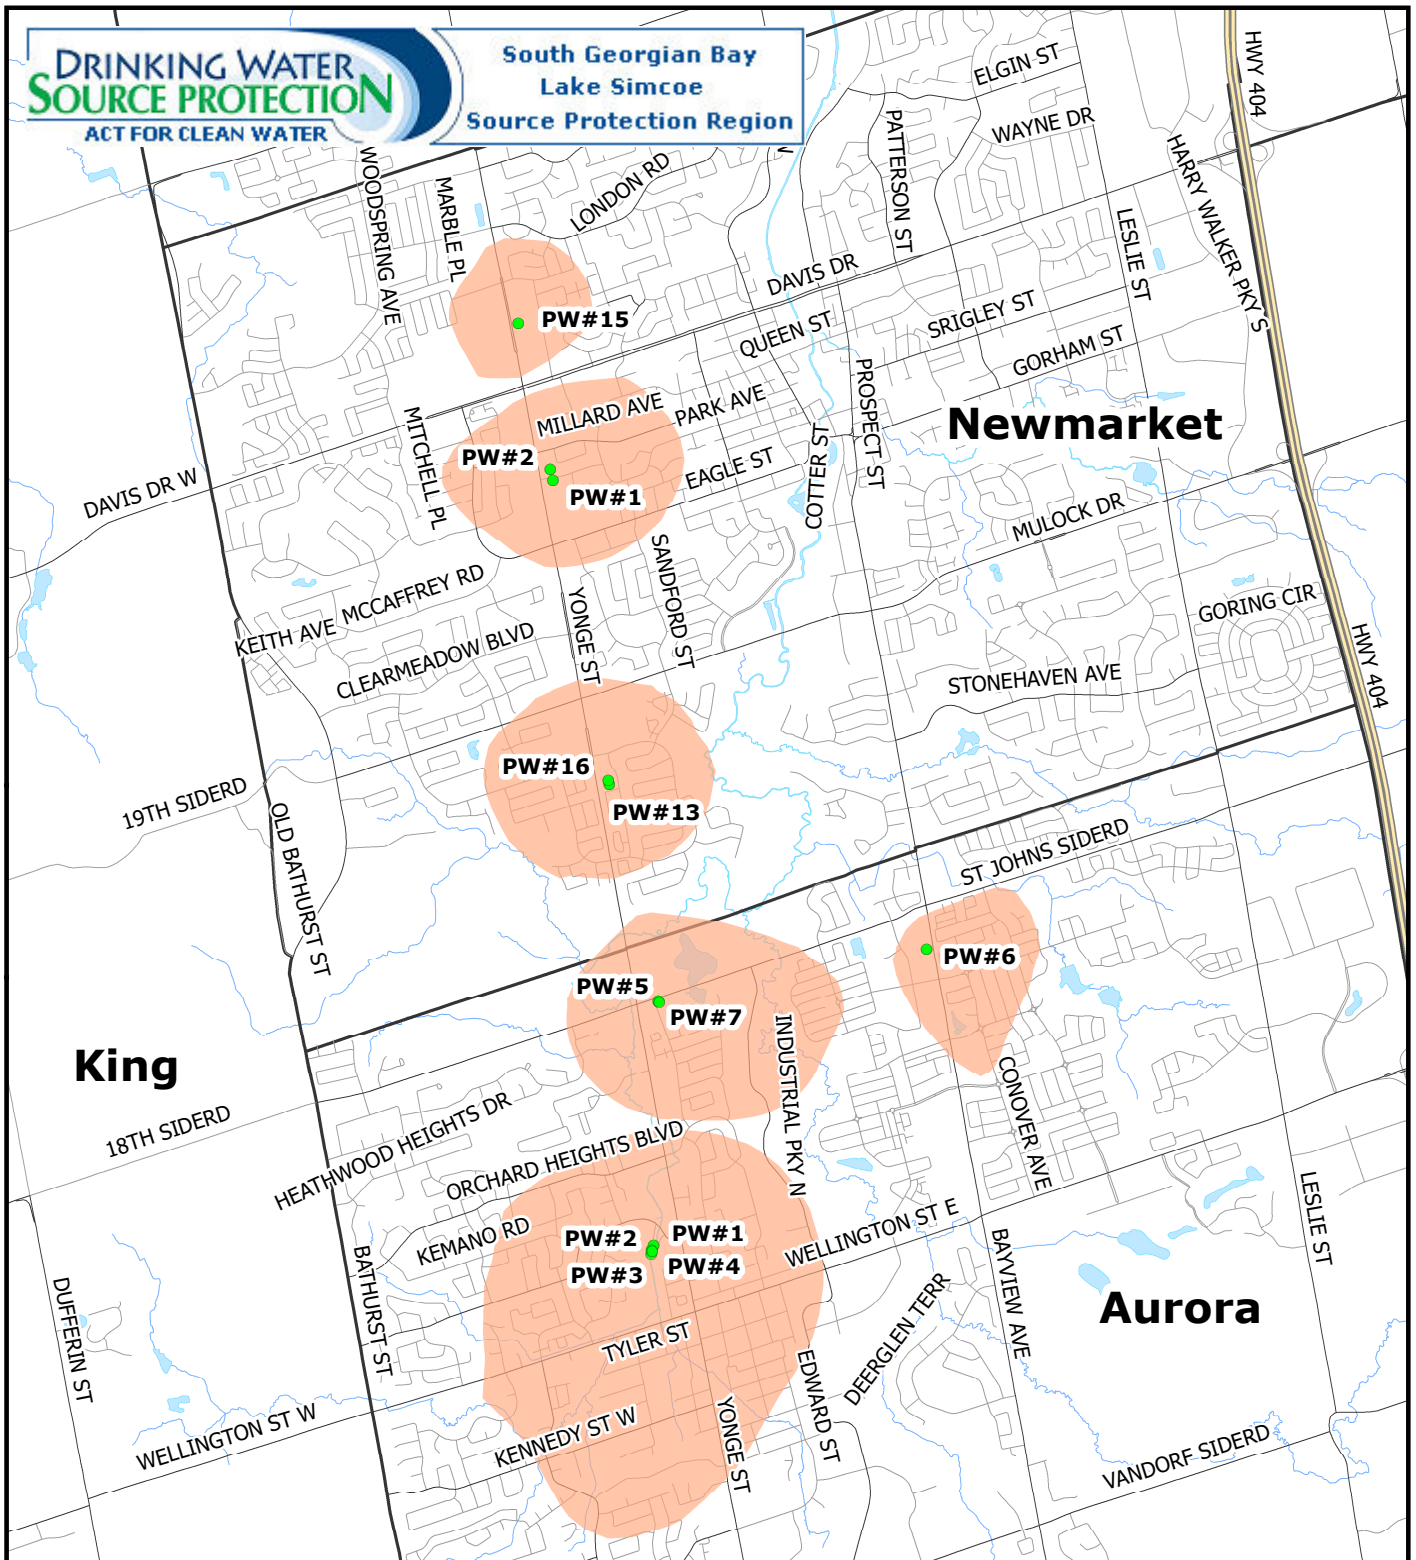 DRINKING WATER
SOURCE PROTECTION
ACT FOR CLEAN WATER
South Georgian Bay
Lake Simcoe
Source Protection Region
ELGIN ST
HWY 404
WAYNE DR
PATTERSON ST
HARRY WALKER PKY S
WOODSPRING AVE
MARBLE PL
LONDON RD
LESLIE ST
DAVIS DR
PW#15
QUEEN ST
SRIGLEY ST
GORHAM ST
PROSPECT ST
MILLARD AVE
PARK AVE
Newmarket
MITCHELL PL
COTTER ST
PW#2
EAGLE ST
PW#1
DAVIS DR W
MULOCK DR
SANDFORD ST
MCCAFFREY RD
KEITH AVE
YONGE ST
GORING CIR
CLEARMEADOW BLVD
HWY 404
STONEHAVEN AVE
PW#16
19TH SIDERD
PW#13
OLD BATHURST ST
ST JOHNS SIDERD
PW#6
PW#5
PW#7
INDUSTRIAL PKY N
King
CONOVER AVE
18TH SIDERD
HEATHWOOD HEIGHTS DR
ORCHARD HEIGHTS BLVD
LESLIE ST
KEMANO RD
WELLINGTON ST E
PW#2
PW#1
PW#3
PW#4
BAYVIEW AVE
BATHURST ST
DUFFERIN ST
DEERGLEN TERR
Aurora
TYLER ST
EDWARD ST
WELLINGTON ST W
KENNEDY ST W
YONGE ST
VANDORF SIDERD